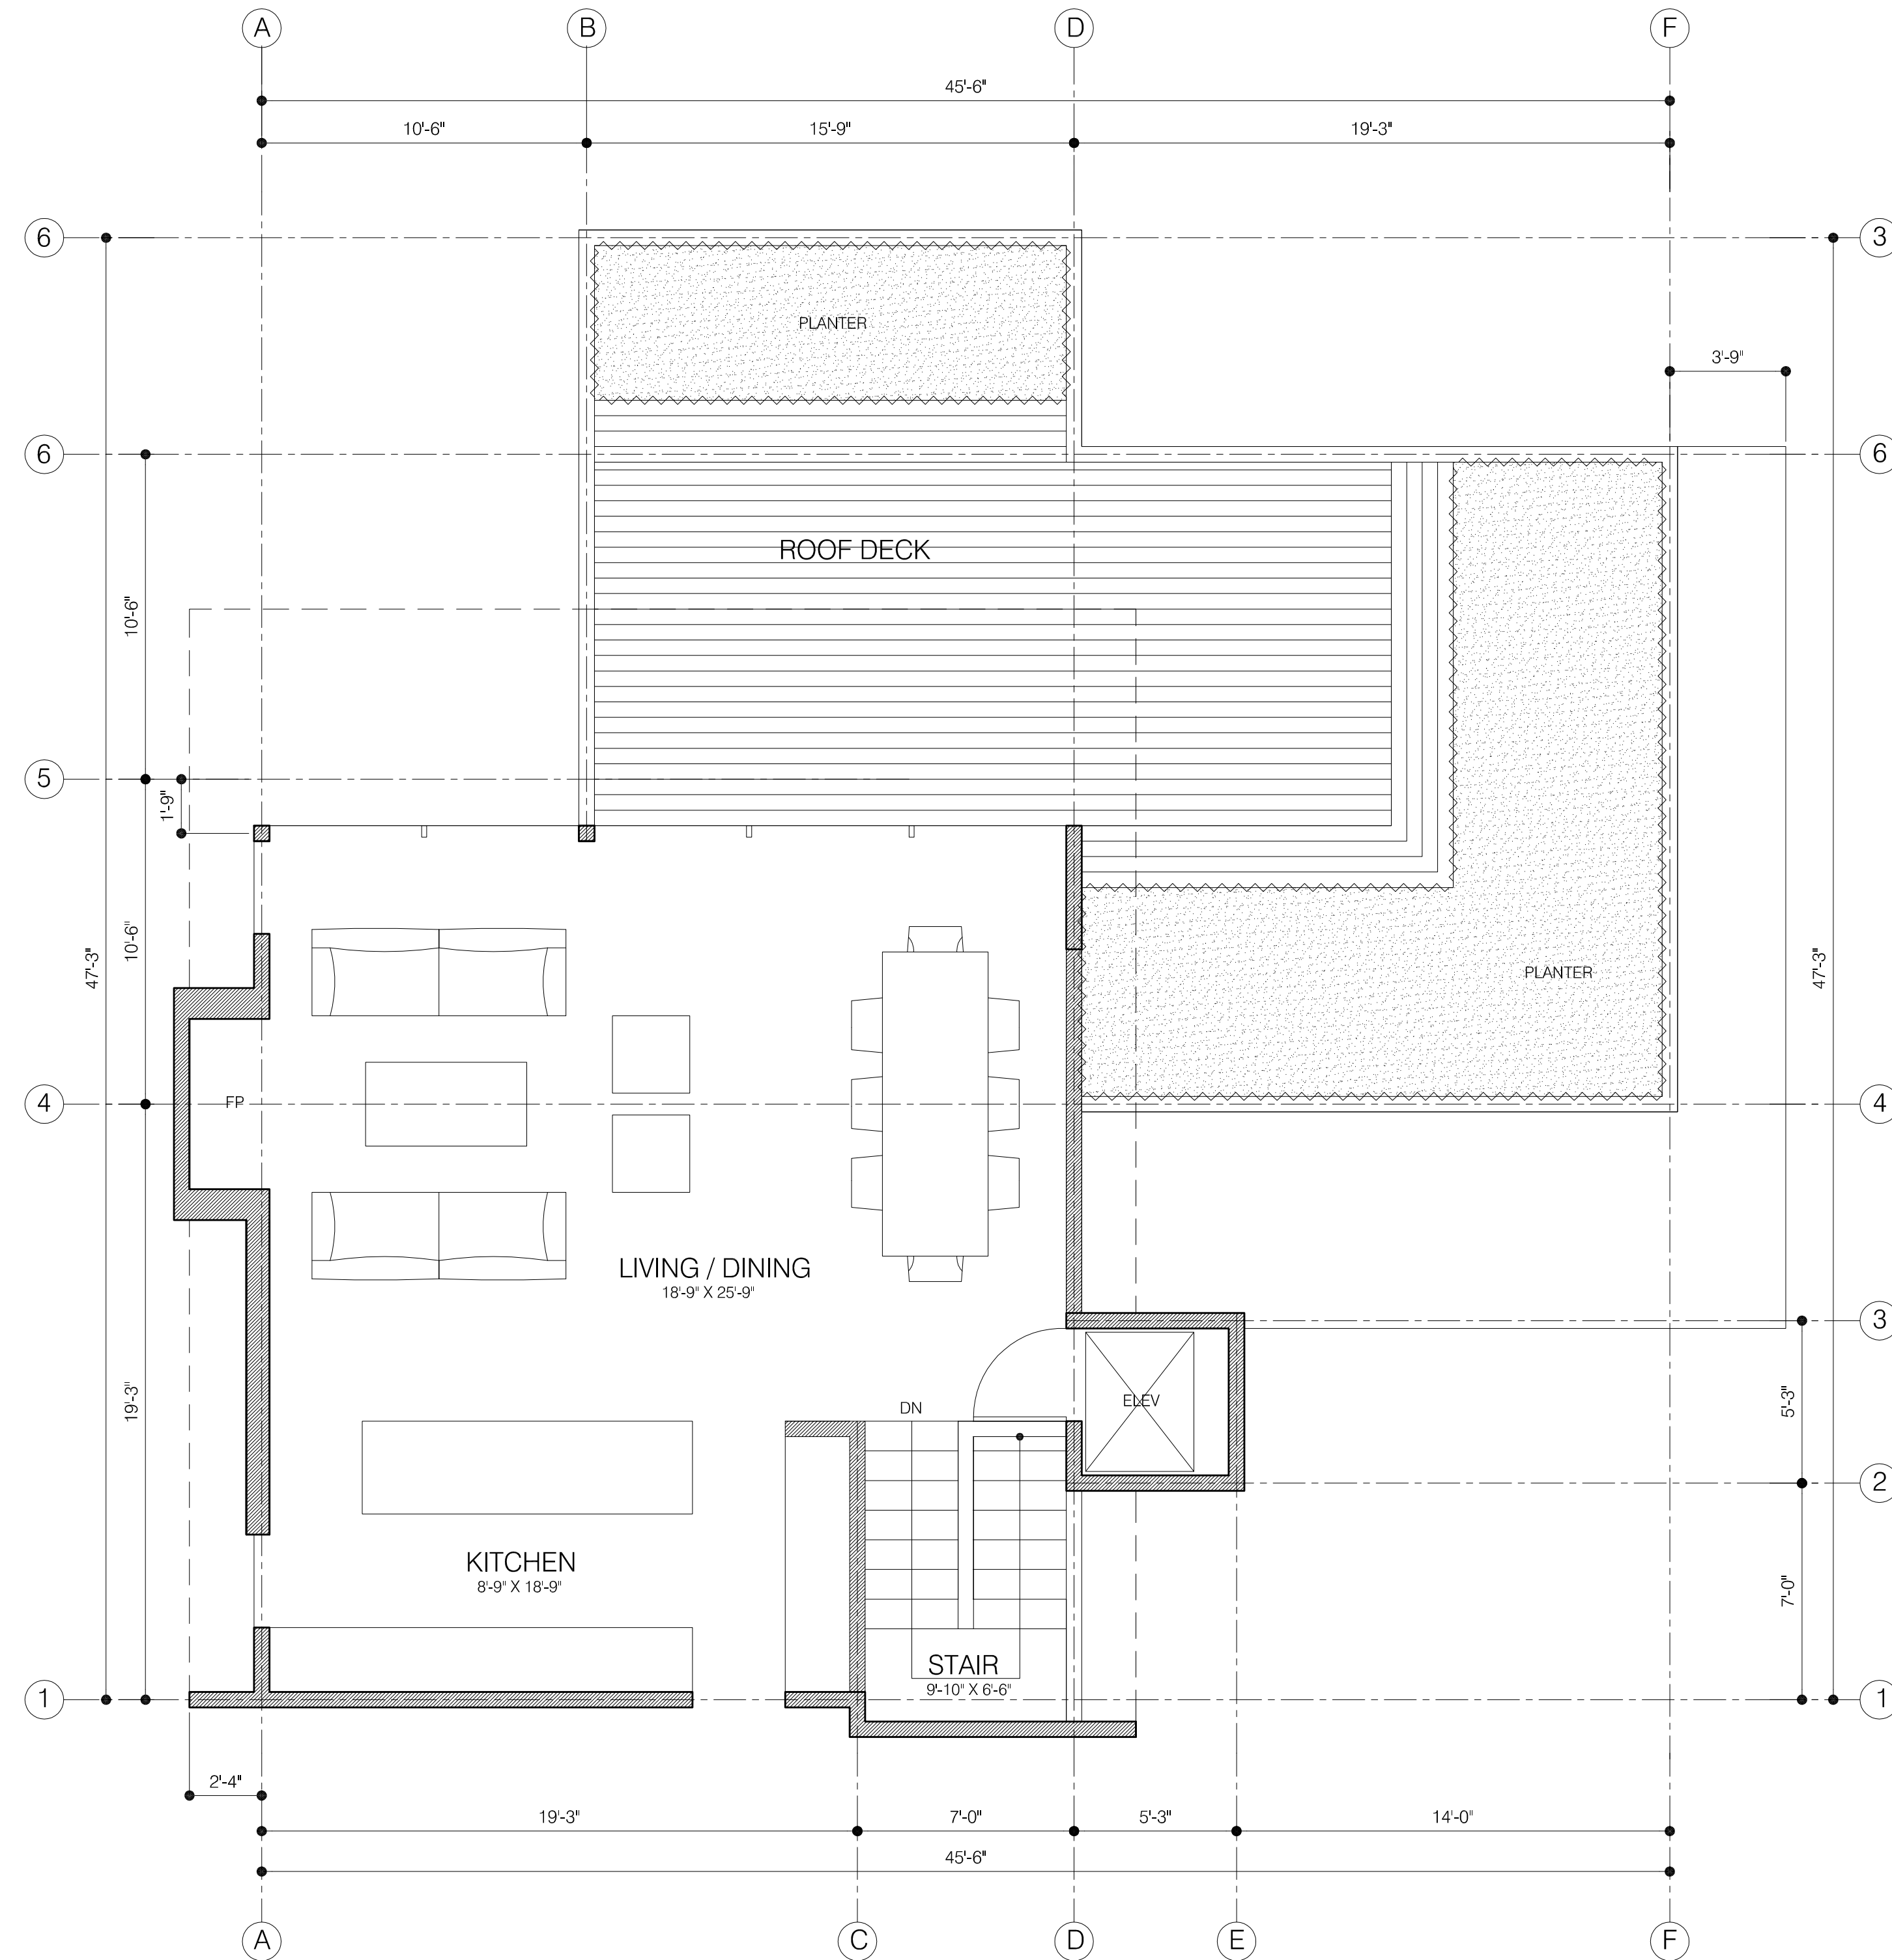 A
B
D
F
45'-6"
10'-6"
15'-9"
19'-3"
6
3
PLANTER
3'-9"
6
6
ROOF DECK
10'-6"
5
1'-9"
10'-6"
47'-3"
47'-3"
PLANTER
4
FP
4
LIVING / DINING
18'-9" X 25'-9"
3
19'-3"
DN
ELEV
5'-3"
2
KITCHEN
8'-9" X 18'-9"
7'-0"
STAIR
9'-10" X 6'-6"
1
1
2'-4"
19'-3"
7'-0"
5'-3"
14'-0"
45'-6"
A
C
D
E
F